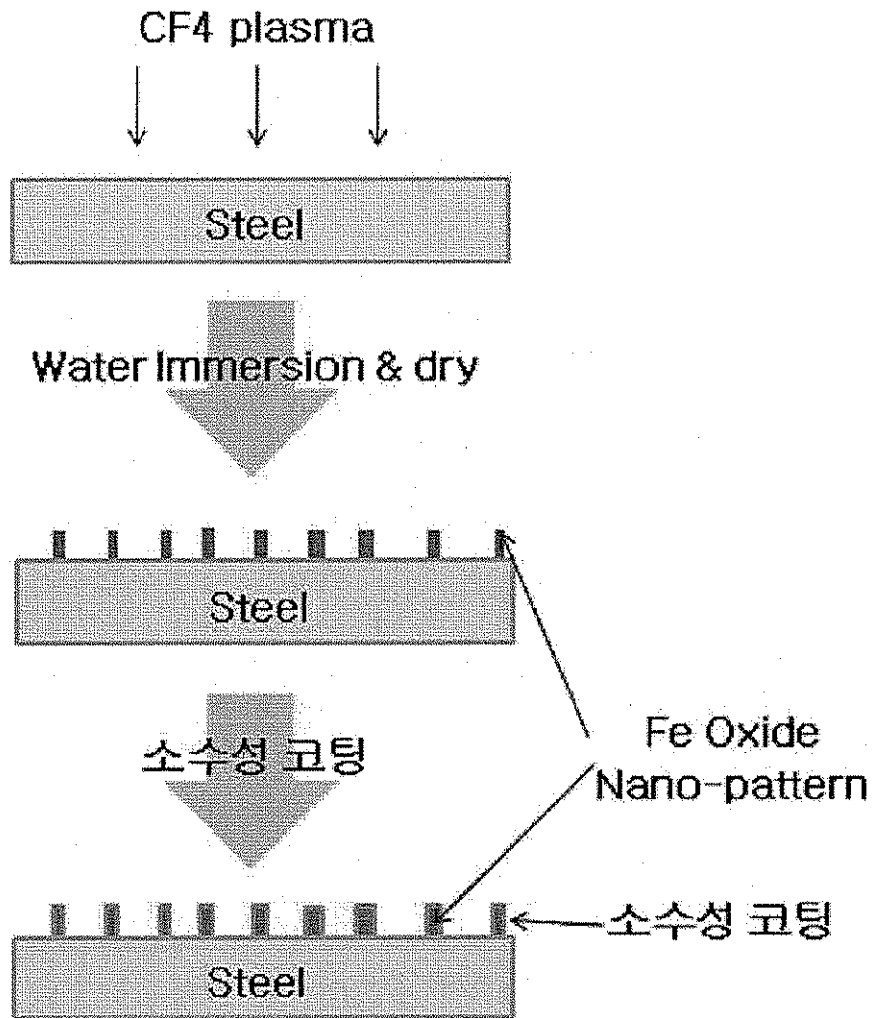 CF4 plasma
Steel
Water Immersion & dry
Steel
소수성 코팅
Fe Oxide
Nano-pattern
소수성 코팅
Steel